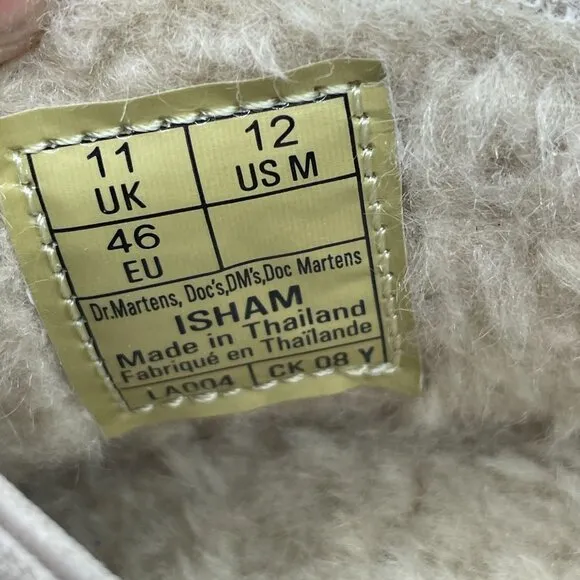 11 12
UK US M
46
EU
Dr.Martens, Doc's,DM's,Doc Martens
ISHAM
Made in Thailand
Fabriqué en Thaïlande
LA004 CK 08 Y